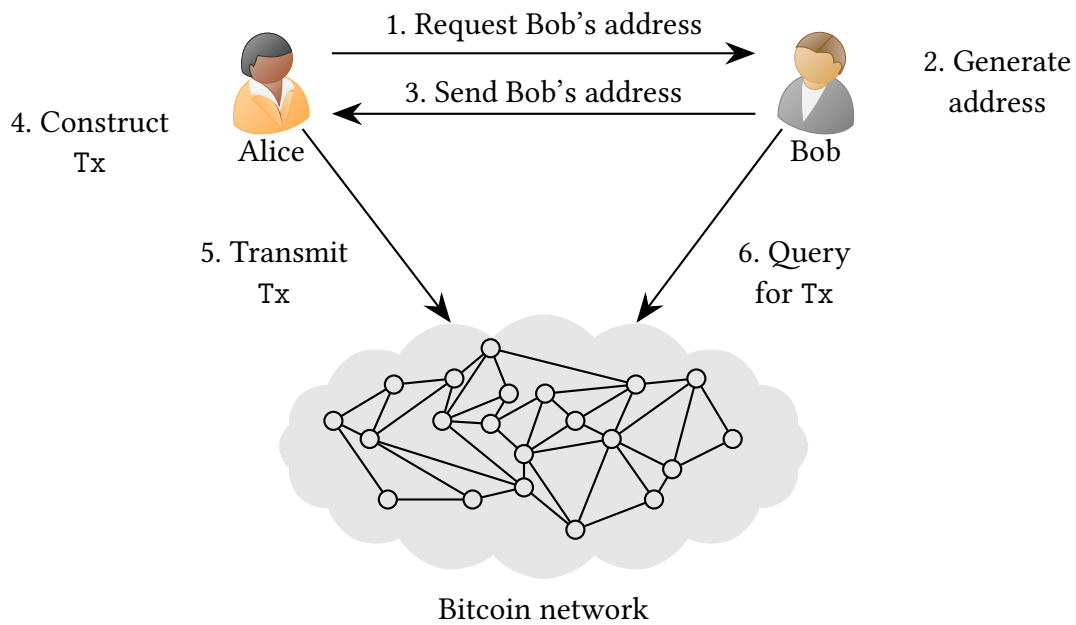 1. Request Bob's address
2. Generate
address
3. Send Bob's address
4. Construct
Tx
Alice
Bob
5. Transmit
Tx
6. Query
for Tx
Bitcoin network